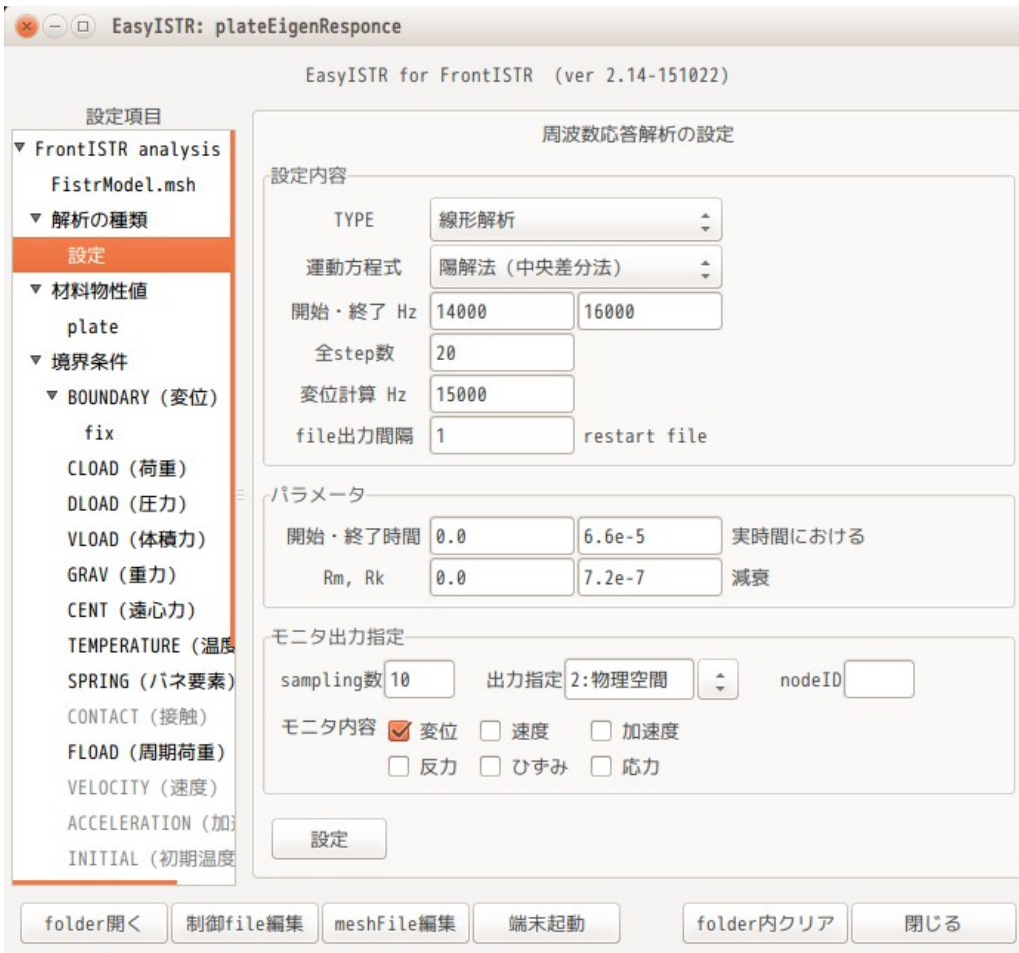 EasyISTR: plateEigenResponce
EasyISTR for FrontISTR (ver 2.14-151022)
設定項目
FrontISTR analysis
FistrModel.msh
解析の種類
設定
材料物性値
plate
境界条件
BOUNDARY (変位)
fix
CLOAD (荷重)
DLOAD (圧力)
VLOAD (体積力)
GRAV (重力)
CENT (遠心力)
TEMPERATURE (温度
SPRING (バネ要素)
CONTACT (接触)
FLOAD (周期荷重)
VELOCITY (速度)
ACCELERATION (加速
INITIAL (初期温度
周波数応答解析の設定
設定内容
TYPE 線形解析
運動方程式 陽解法 (中央差分法)
開始・終了 Hz 14000 16000
全step数 20
変位計算 Hz 15000
file出力間隔 1 restart file
パラメータ
開始・終了時間 0.0 6.6e-5 実時間における
Rm, Rk 0.0 7.2e-7 減衰
モニタ出力指定
sampling数 10 出力指定 2:物理空間 nodeID
モニタ内容 変位 速度 加速度
反力 ひずみ 応力
設定
folder開く 制御file編集 meshFile編集 端末起動 folder内クリア 閉じる